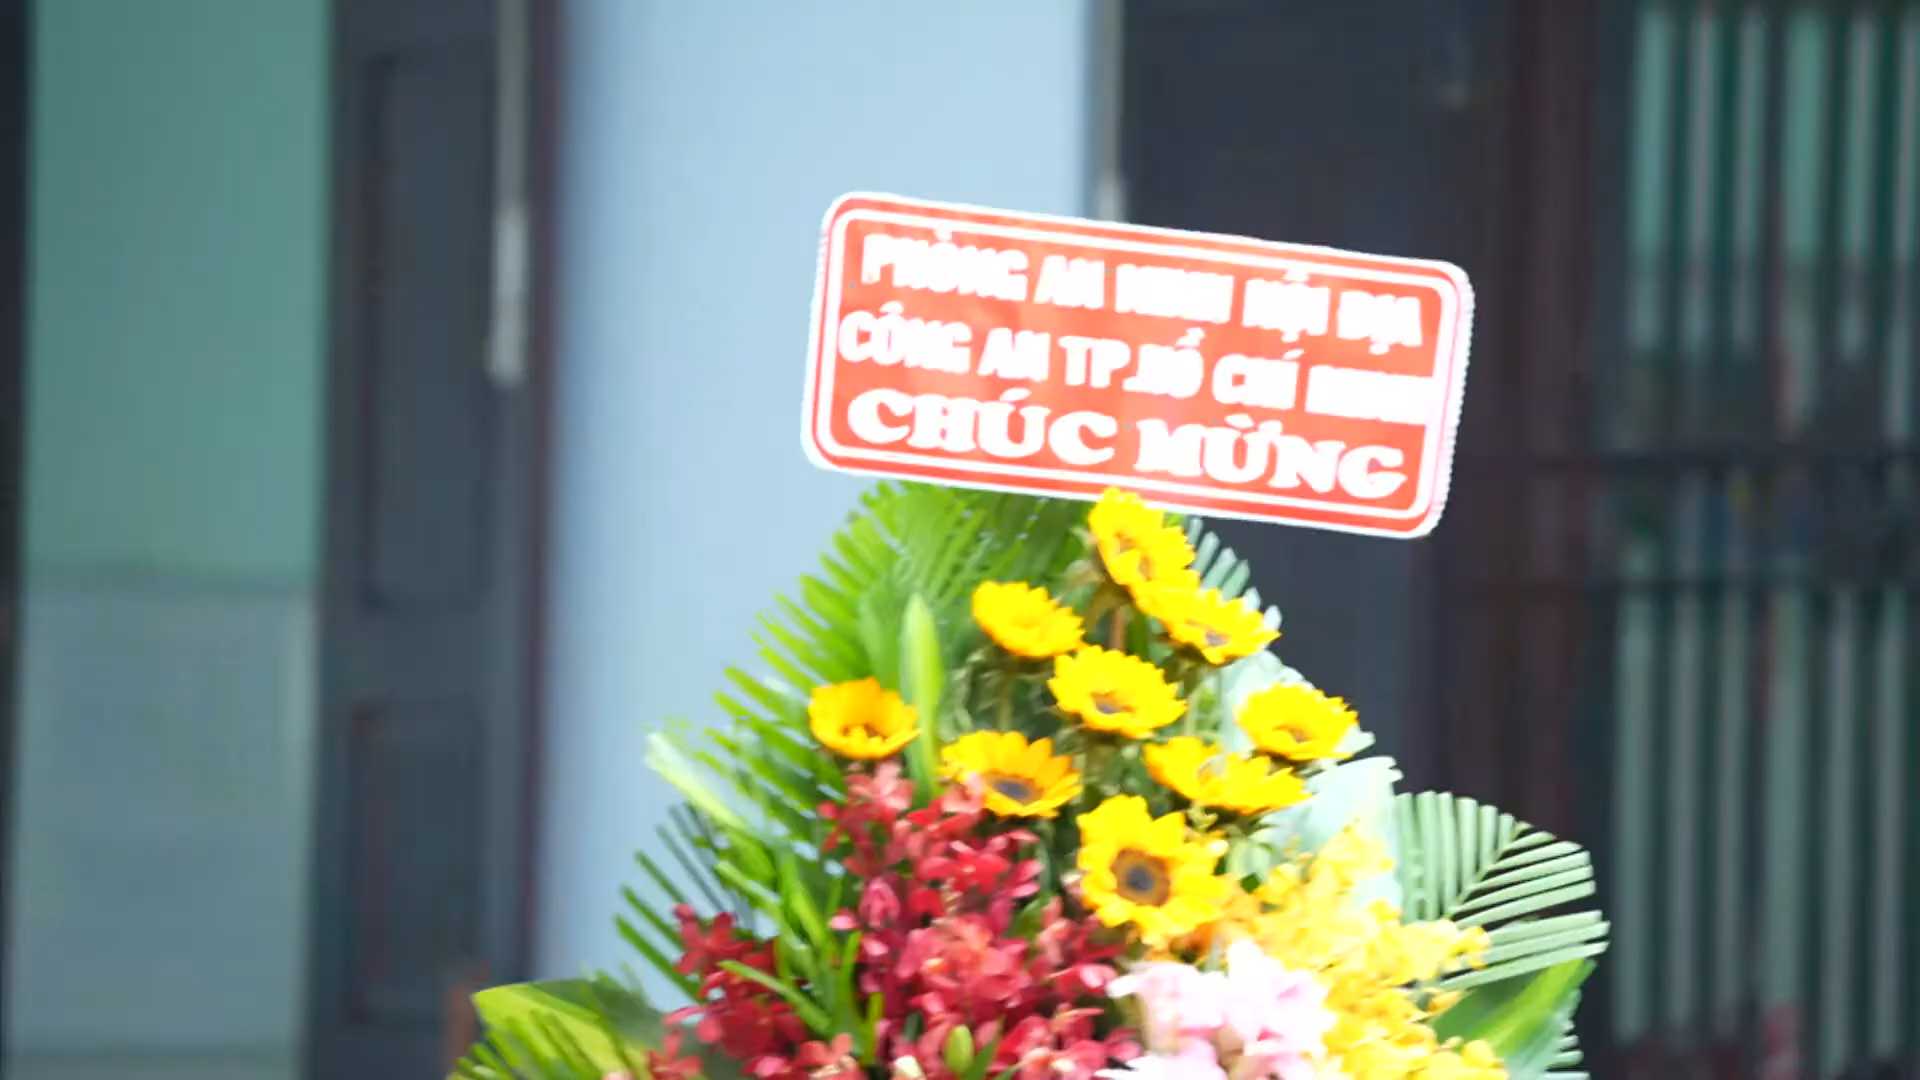 PHÒNG AN NINH NỘI ĐỊA
CÔNG AN TP.HỒ CHÍ MINH
CHÚC MỪNG